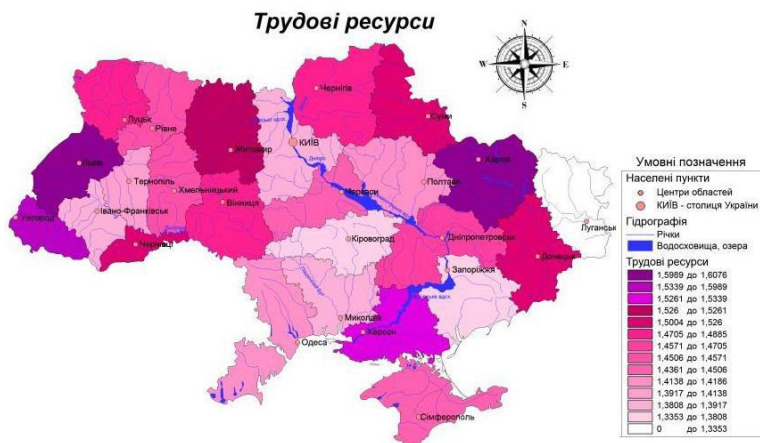 Трудові ресурси
N
W
E
S
Чернігів
Суми
Луцьк
Рівне
Житомир
КИЇВ
Дніпро
Львів
Харків
Тернопіль
Хмельницький
Вінниця
Черкаси
Полтава
Ужгород
Івано-Франківськ
Чернівці
Кіровоград
Дніпропетровськ
Луганськ
Донецьк
Запоріжжя
Миколаїв
Херсон
Одеса
Сімферополь
Умовні позначення
Населені пункти
Центри областей
КИЇВ - столиця України
Гідрографія
Річки
Водосховища, озера
Трудові ресурси
1,5989 до 1,6076
1,5339 до 1,5989
1,5261 до 1,5339
1,526 до 1,5261
1,5004 до 1,526
1,4705 до 1,4885
1,4571 до 1,4705
1,4506 до 1,4571
1,4361 до 1,4506
1,4138 до 1,4186
1,3917 до 1,4138
1,3808 до 1,3917
1,3353 до 1,3808
0 до 1,3353